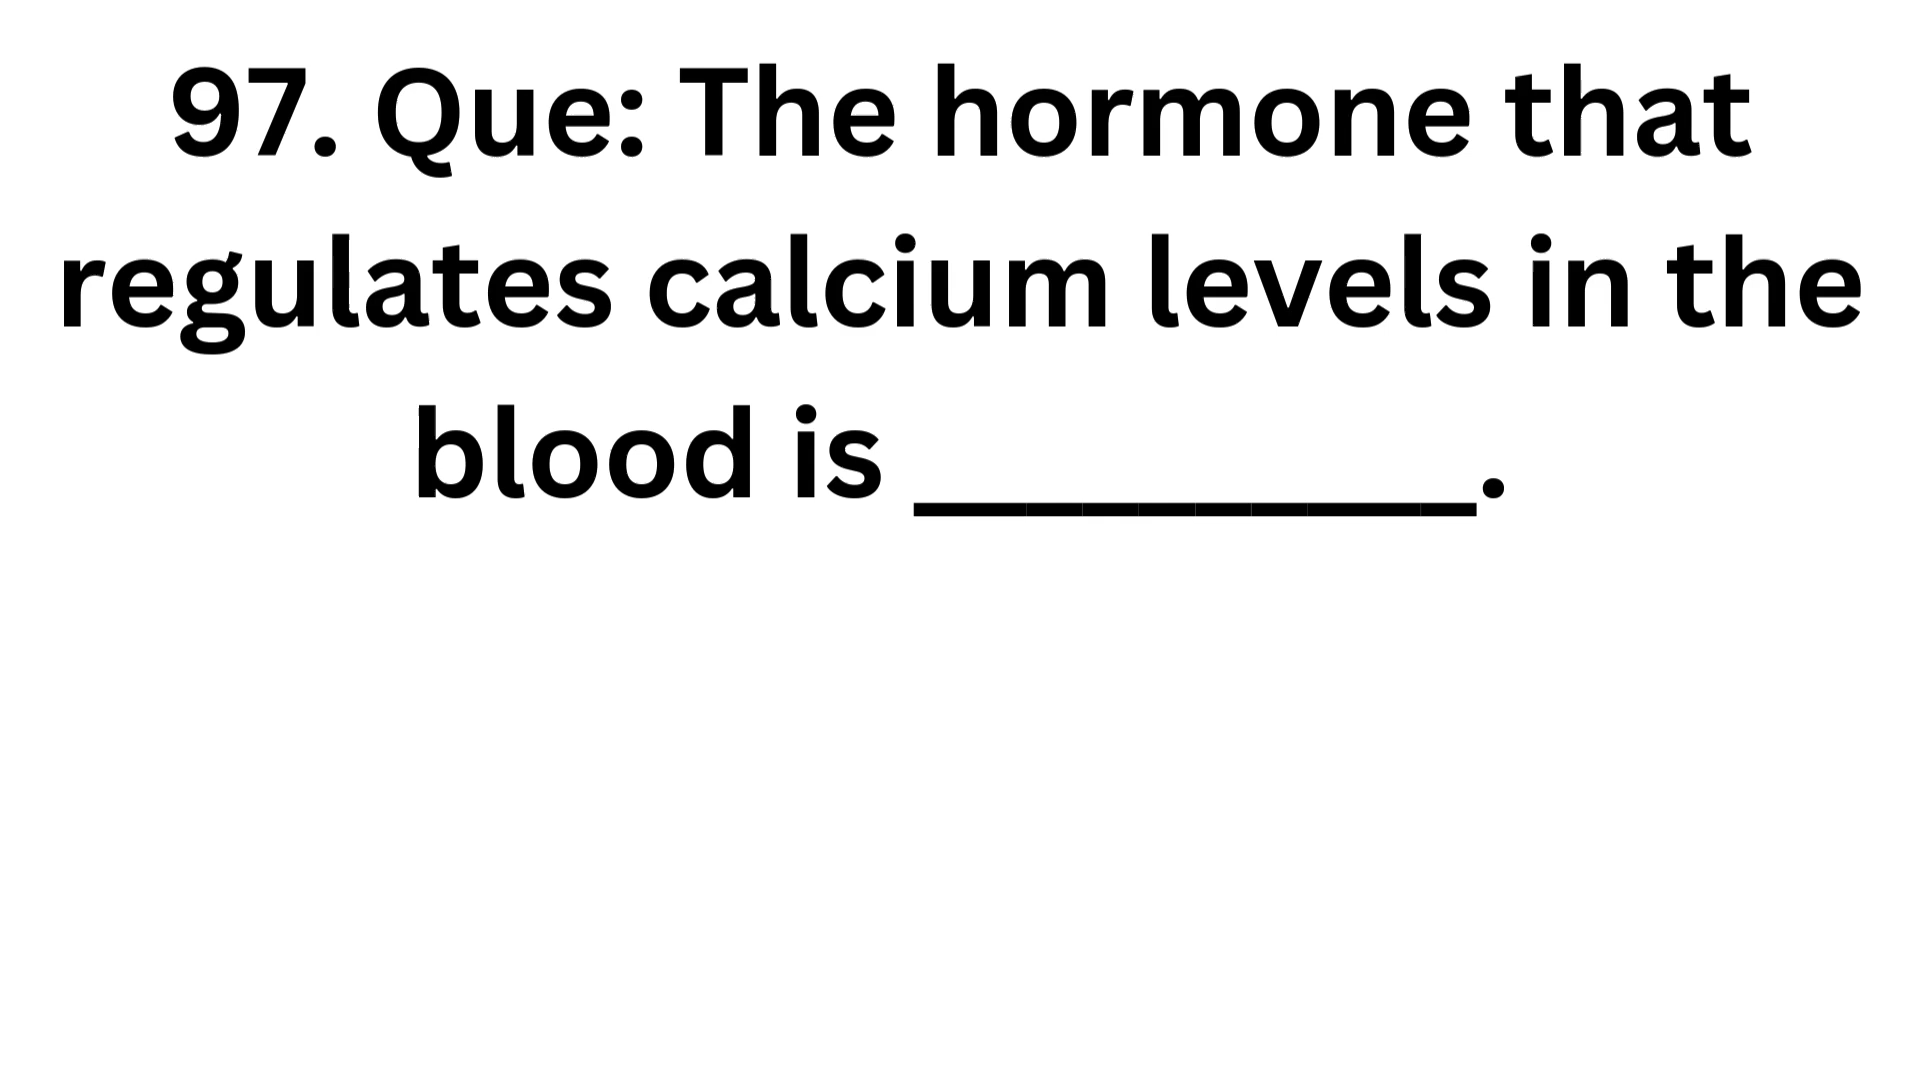 97. Que: The hormone that
regulates calcium levels in the
blood is __________.